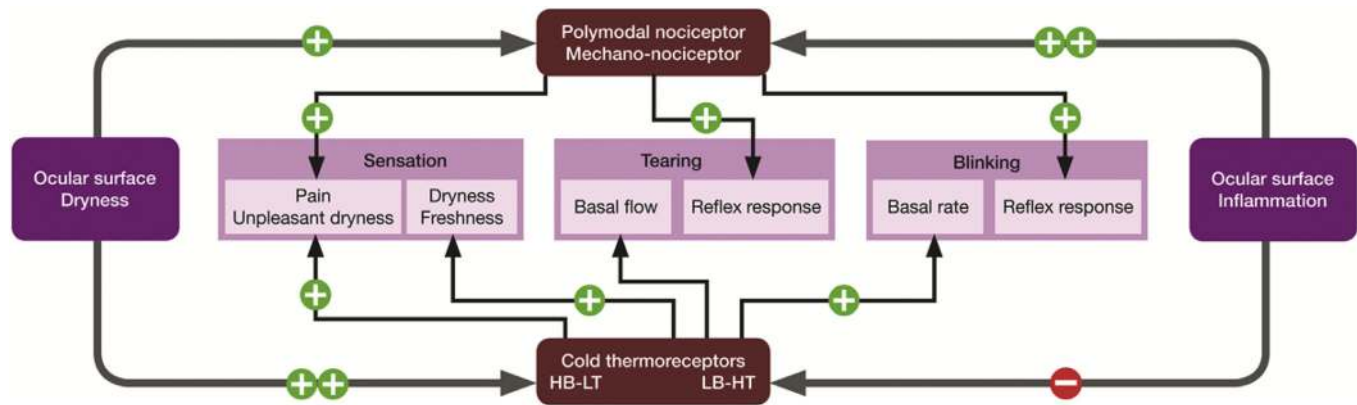 Polymodal nociceptor
Mechano-nociceptor
Ocular surface
Dryness
Sensation
Pain
Unpleasant dryness
Dryness
Freshness
Tearing
Basal flow
Reflex response
Blinking
Basal rate
Reflex response
Ocular surface
Inflammation
Cold thermoreceptors
HB-LT LB-HT